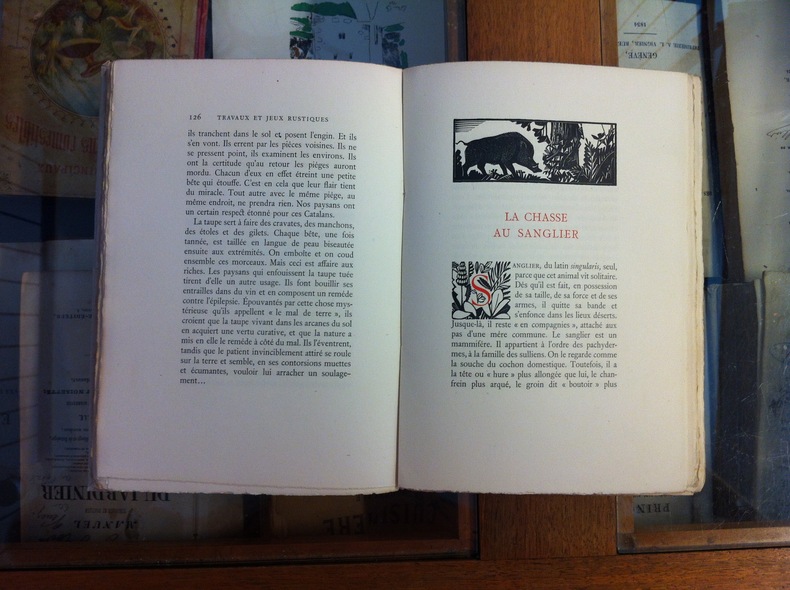 126 TRAVAUX ET JEUX RUSTIQUES
ils tranchent dans le sol et posent l'engin. Et ils
s'en vont. Ils errent par les pièces voisines. Ils ne
se pressent point, ils examinent les environs. Ils
ont la certitude qu'au retour les pièges auront
mordu. Chacun d'eux en effet étreint une petite
bête qui étouffe. C'est en cela que leur flair tient
du miracle. Tout autre avec le même piège, au
même endroit, ne prendra rien. Nos paysans ont
un certain respect étonné pour ces Catalans.
La taupe sert à faire des cravates, des manchons,
des étoles et des gilets. Chaque bête, une fois
tannée, est taillée en langue de peau biseautée
ensuite aux extrémités. On emboîte et on coud
ensemble ces morceaux. Mais ceci est affaire aux
riches. Les paysans qui enfouissent la taupe tuée
tirent d'elle un autre usage. Ils font bouillir ses
entrailles dans du vin et en composent un remède
contre l'épilepsie. Épouvantés par cette chose mys-
térieuse qu'ils appellent « le mal de terre », ils
croient que la taupe vivant dans les arcanes du sol
en acquiert une vertu curative, et que la nature a
mis en elle le remède à côté du mal. Ils l'éventrent,
tandis que le patient invinciblement attiré se roule
sur la terre et semble, en ses contorsions muettes
et écumantes, vouloir lui arracher un soulage-
ment...
LA CHASSE
AU SANGLIER
SANGLIER, du latin singularis, seul,
parce que cet animal vit solitaire.
Dès qu'il est fait, en possession
de sa taille, de sa force et de ses
armes, il quitte sa bande et
s'enfonce dans les lieux déserts.
Jusque-là, il reste « en compagnies », attaché aux
pas d'une mère commune. Le sanglier est un
mammifère. Il appartient à l'ordre des pachyder-
mes, à la famille des sulliens. On le regarde comme
la souche du cochon domestique. Toutefois, il a
la tête ou « hure » plus allongée que lui, le chan-
frein plus arqué, le groin dit « boutoir » plus
1834
GENÈVE,
DU JARDINIER
MANUEL
CUISINIÈRE
PRIN